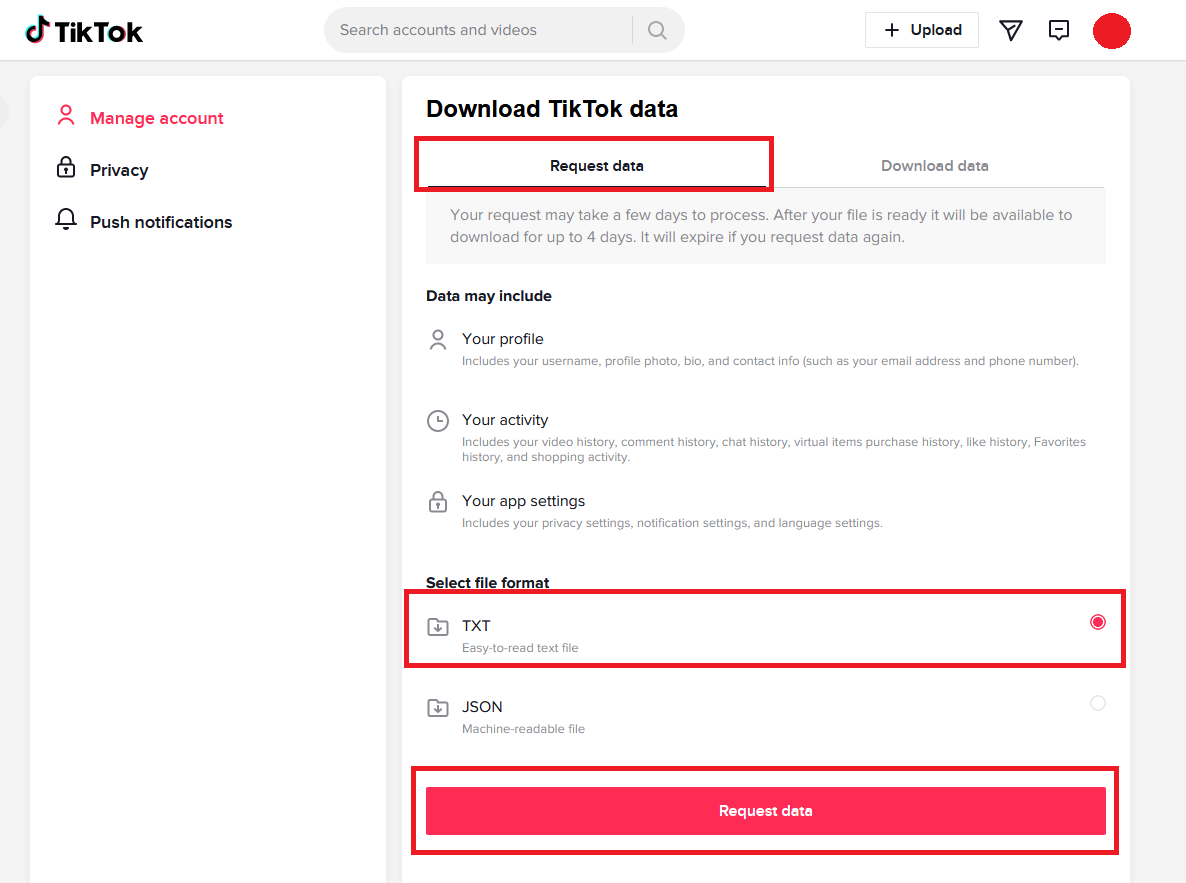 TikTok
Search accounts and videos
Upload
Manage account
Privacy
Push notifications
Download TikTok data
Request data
Download data
Your request may take a few days to process. After your file is ready it will be available to
download for up to 4 days. It will expire if you request data again.
Data may include
Your profile
Includes your username, profile photo, bio, and contact info (such as your email address and phone number).
Your activity
Includes your video history, comment history, chat history, virtual items purchase history, like history, Favorites
history, and shopping activity.
Your app settings
Includes your privacy settings, notification settings, and language settings.
Select file format
TXT
Easy-to-read text file
JSON
Machine-readable file
Request data